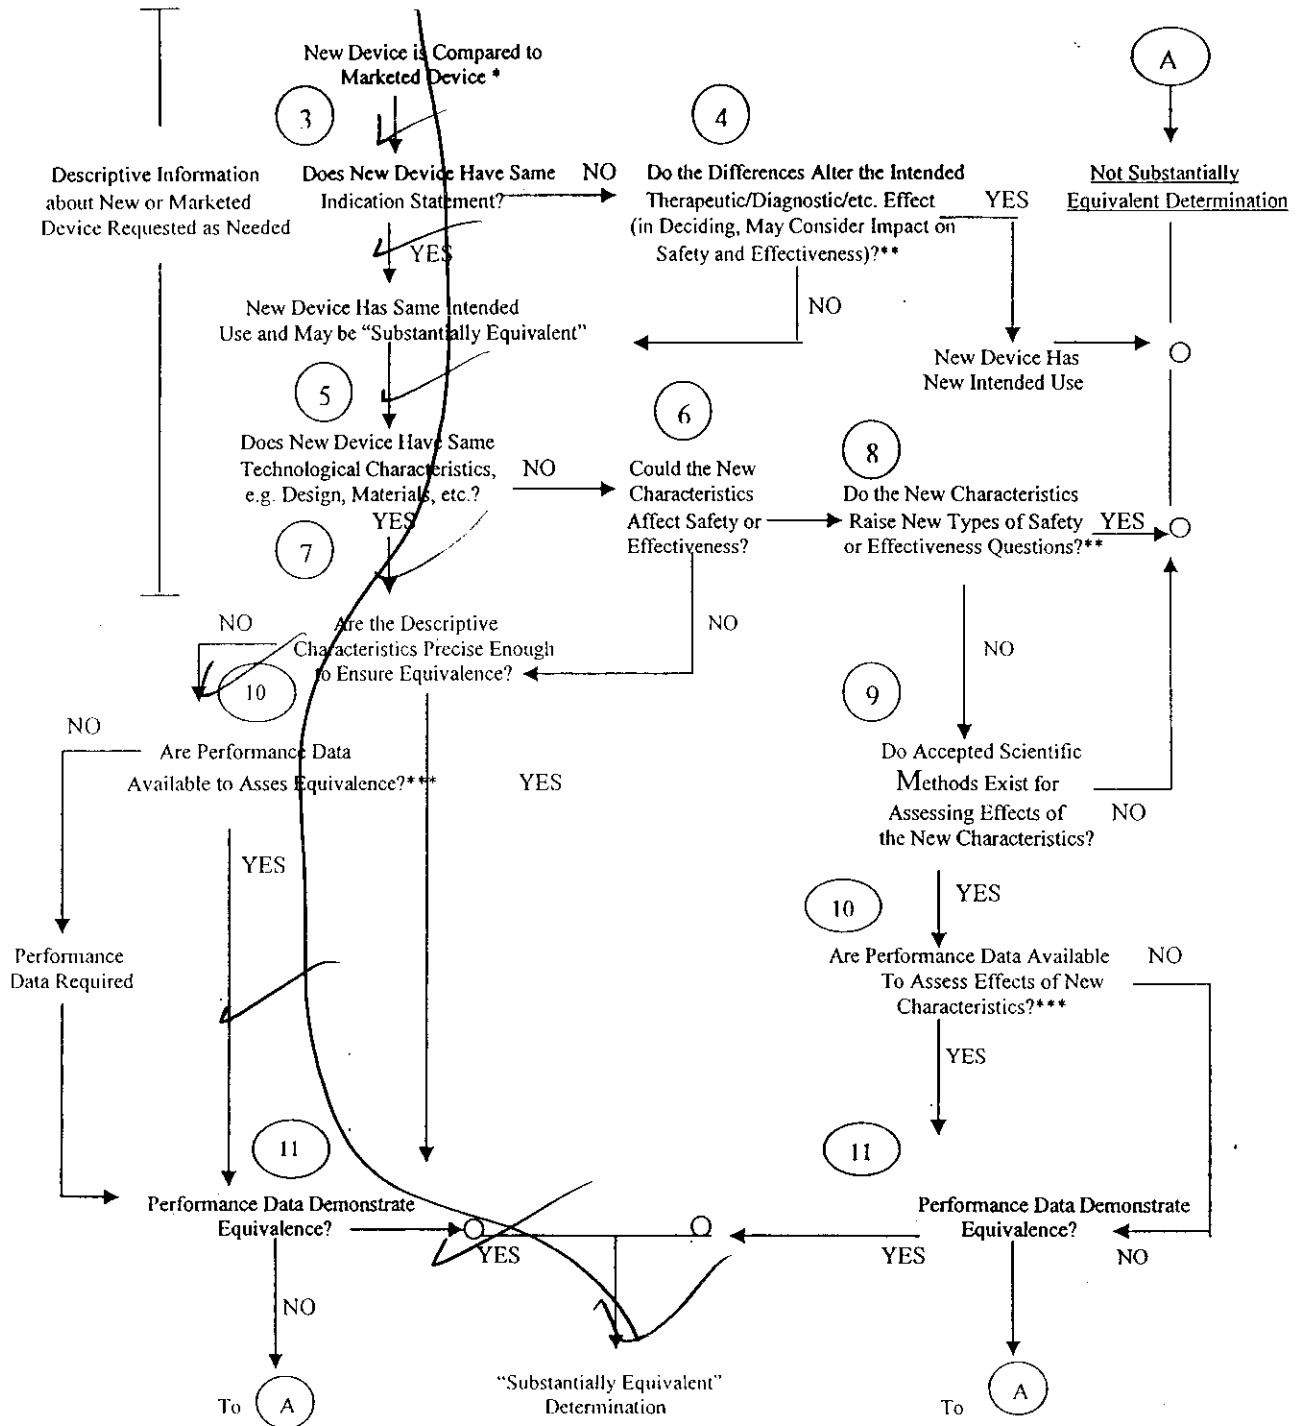 New Device is Compared to
Marketed Device *
A
3
4
Descriptive Information
about New or Marketed
Device Requested as Needed
Does New Device Have Same
Indication Statement?
NO
Do the Differences Alter the Intended
Therapeutic/Diagnostic/etc. Effect
(in Deciding, May Consider Impact on
Safety and Effectiveness)?**
YES
Not Substantially
Equivalent Determination
YES
NO
New Device Has Same Intended
Use and May be “Substantially Equivalent”
New Device Has
New Intended Use
5
6
8
Does New Device Have Same
Technological Characteristics,
e.g. Design, Materials, etc.?
NO
Could the New
Characteristics
Affect Safety or
Effectiveness?
Do the New Characteristics
Raise New Types of Safety
or Effectiveness Questions?**
YES
YES
7
NO
Are the Descriptive
Characteristics Precise Enough
to Ensure Equivalence?
NO
NO
10
9
NO
Are Performance Data
Available to Asses Equivalence?***
YES
Do Accepted Scientific
Methods Exist for
Assessing Effects of
the New Characteristics?
NO
YES
YES
10
Performance
Data Required
Are Performance Data Available
To Assess Effects of New
Characteristics?***
NO
YES
11
11
Performance Data Demonstrate
Equivalence?
YES
YES
Performance Data Demonstrate
Equivalence?
NO
NO
To A
“Substantially Equivalent”
Determination
To A